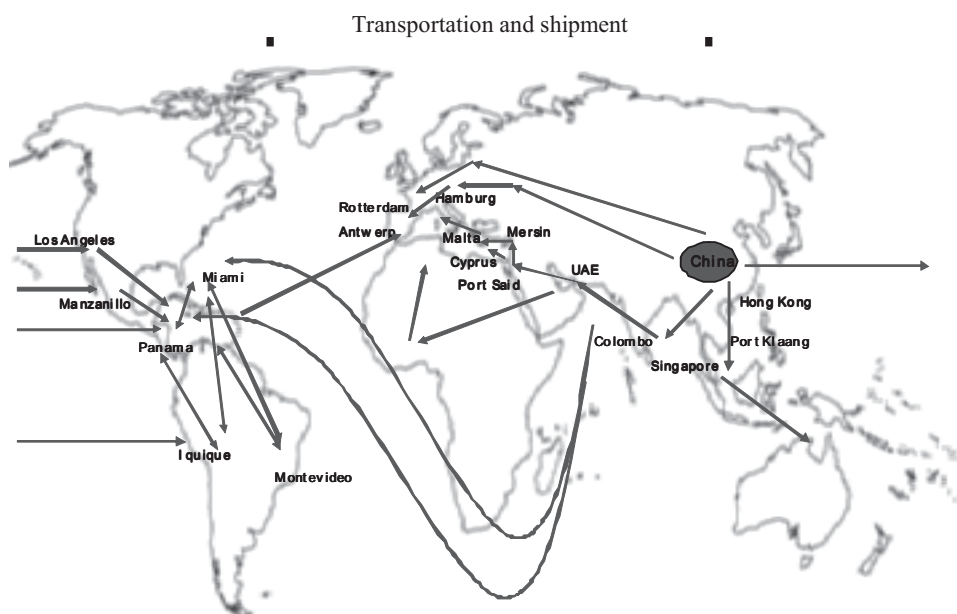 Transportation and shipment
Hamburg
Rotterdam
Antwerp
Mersin
Malta
Los Angeles
Cyprus
China
UAE
Miami
Port Said
Manzanillo
Hong Kong
Colombo
Port Klaang
Panama
Singapore
Iquique
Montevideo